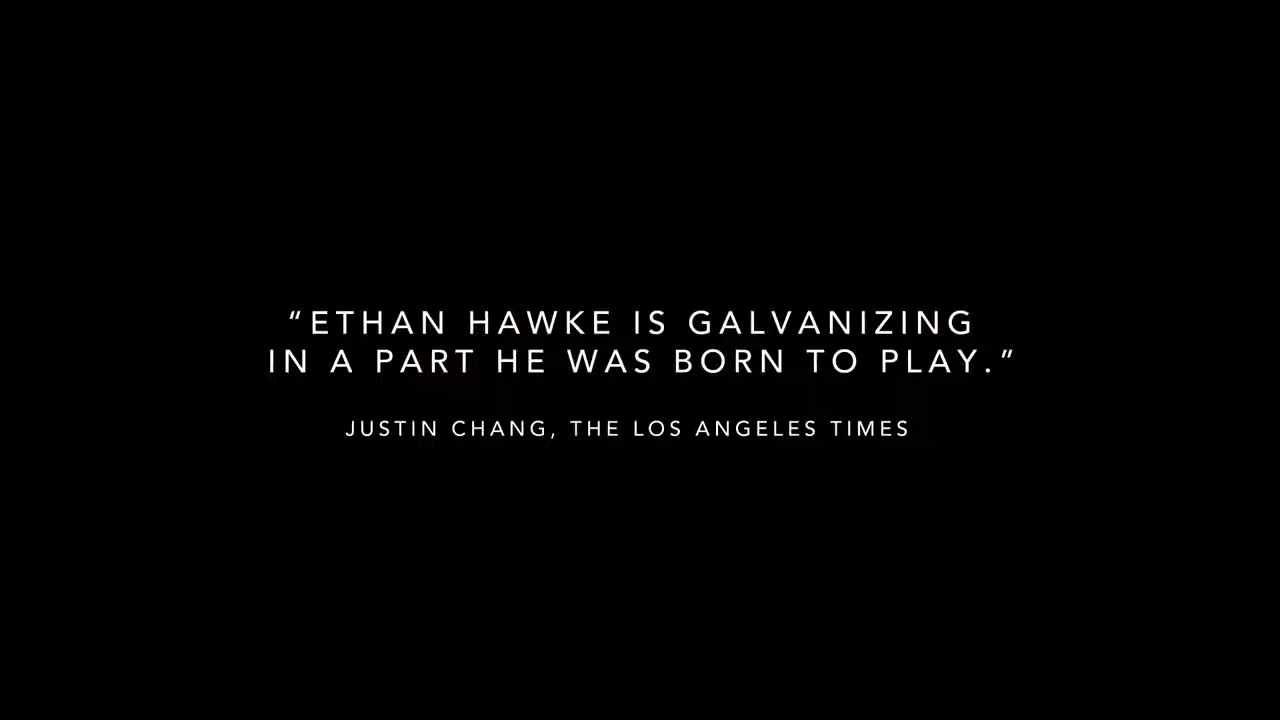 “ETHAN HAWKE IS GALVANIZING
IN A PART HE WAS BORN TO PLAY.”
JUSTIN CHANG, THE LOS ANGELES TIMES